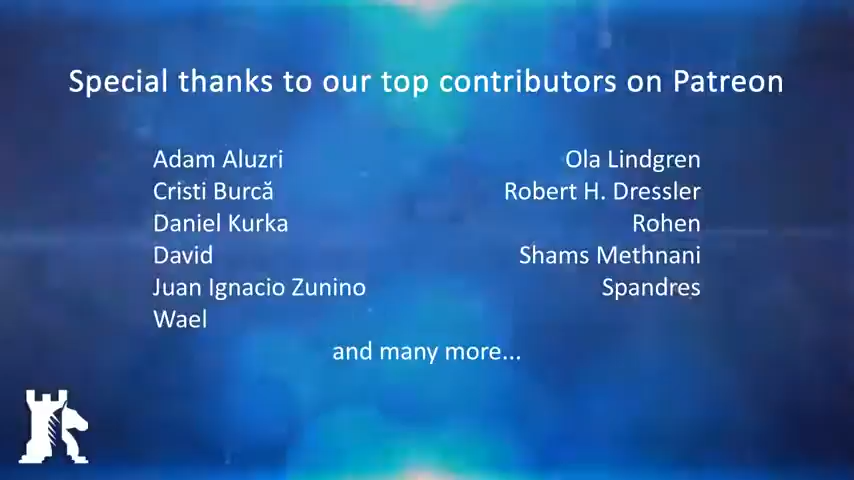 Special thanks to our top contributors on Patreon
Adam Aluzri
Cristi Burcă
Daniel Kurka
David
Juan Ignacio Zunino
Wael
Ola Lindgren
Robert H. Dressler
Rohen
Shams Methnani
Spandres
and many more...